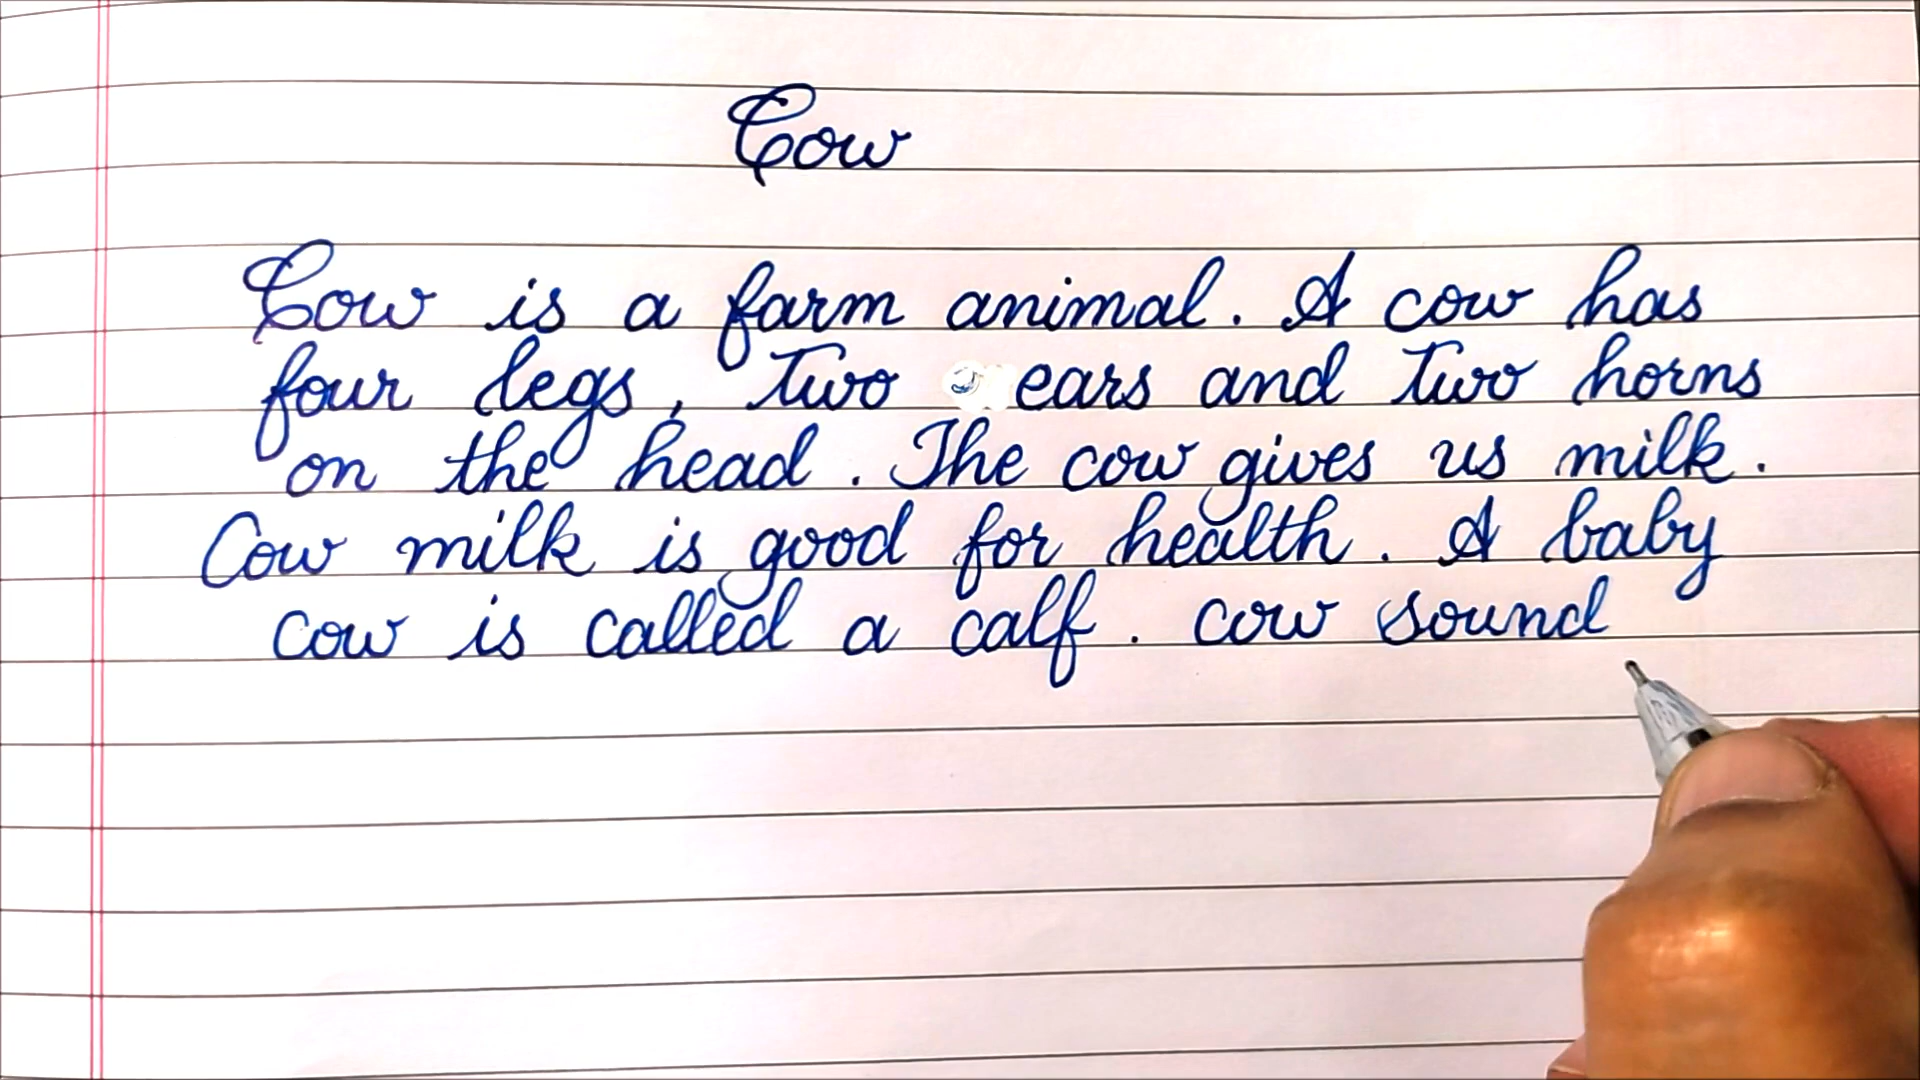 Cow
Cow is a farm animal. A cow has
four legs, two ears and two horns
on the head. The cow gives us milk.
Cow milk is good for health. A baby
cow is called a calf. cow sound